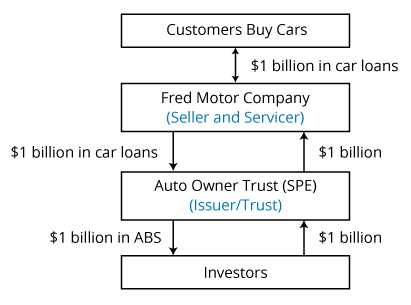 Customers Buy Cars
$1 billion in car loans
Fred Motor Company
(Seller and Servicer)
$1 billion in car loans
$1 billion
Auto Owner Trust (SPE)
(Issuer/Trust)
$1 billion in ABS
$1 billion
Investors